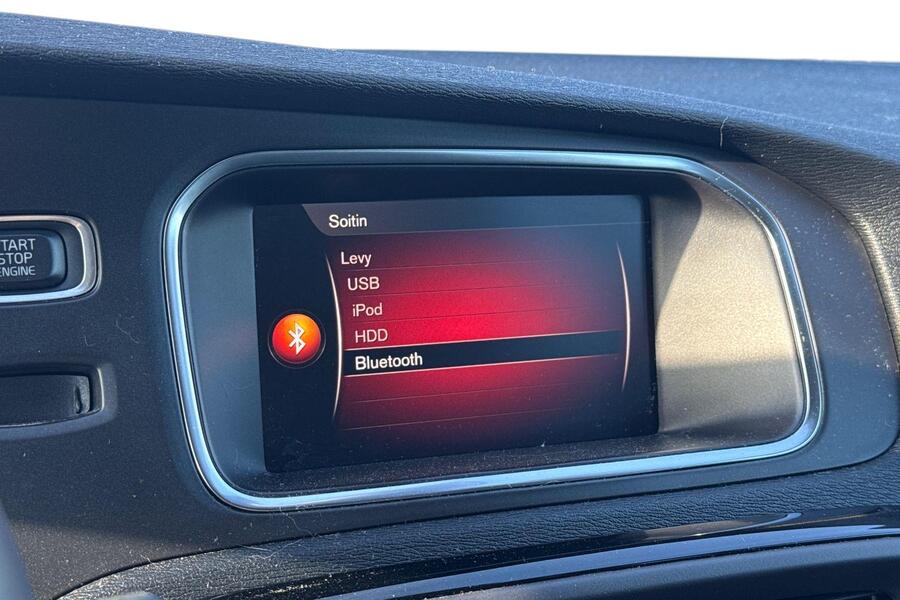 START
STOP
ENGINE
Soitin
Levy
USB
iPod
HDD
Bluetooth